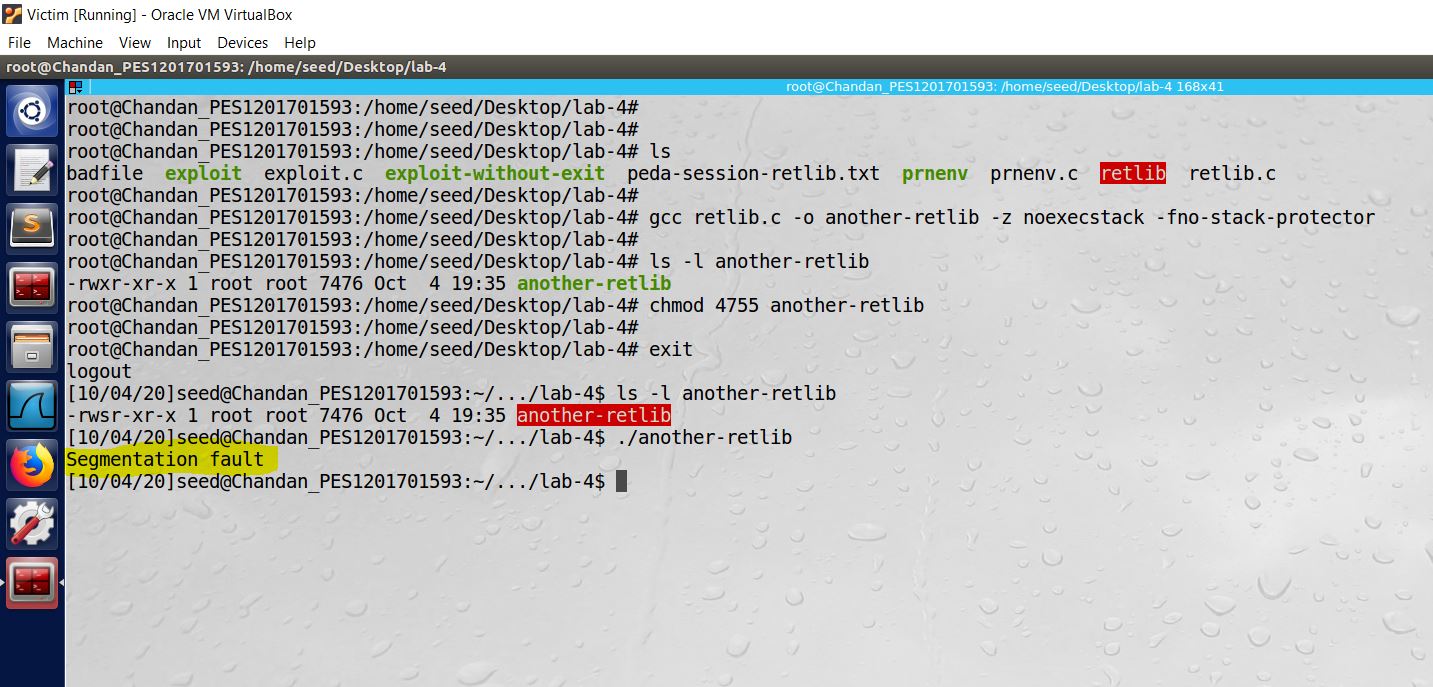 Victim [Running] - Oracle VM VirtualBox
File Machine View Input Devices Help
root@Chandan_PES1201701593: /home/seed/Desktop/lab-4
root@Chandan_PES1201701593: /home/seed/Desktop/lab-4 168x41
root@Chandan_PES1201701593:/home/seed/Desktop/lab-4#
root@Chandan_PES1201701593:/home/seed/Desktop/lab-4#
root@Chandan_PES1201701593:/home/seed/Desktop/lab-4# ls
badfile exploit exploit.c exploit-without-exit peda-session-retlib.txt prnenv prnenv.c retlib retlib.c
root@Chandan_PES1201701593:/home/seed/Desktop/lab-4#
root@Chandan_PES1201701593:/home/seed/Desktop/lab-4# gcc retlib.c -o another-retlib -z noexecstack -fno-stack-protector
root@Chandan_PES1201701593:/home/seed/Desktop/lab-4#
root@Chandan_PES1201701593:/home/seed/Desktop/lab-4# ls -l another-retlib
-rwxr-xr-x 1 root root 7476 Oct  4 19:35 another-retlib
root@Chandan_PES1201701593:/home/seed/Desktop/lab-4# chmod 4755 another-retlib
root@Chandan_PES1201701593:/home/seed/Desktop/lab-4#
root@Chandan_PES1201701593:/home/seed/Desktop/lab-4# exit
logout
[10/04/20]seed@Chandan_PES1201701593:~/.../lab-4$ ls -l another-retlib
-rwsr-xr-x 1 root root 7476 Oct  4 19:35 another-retlib
[10/04/20]seed@Chandan_PES1201701593:~/.../lab-4$ ./another-retlib
Segmentation fault
[10/04/20]seed@Chandan_PES1201701593:~/.../lab-4$